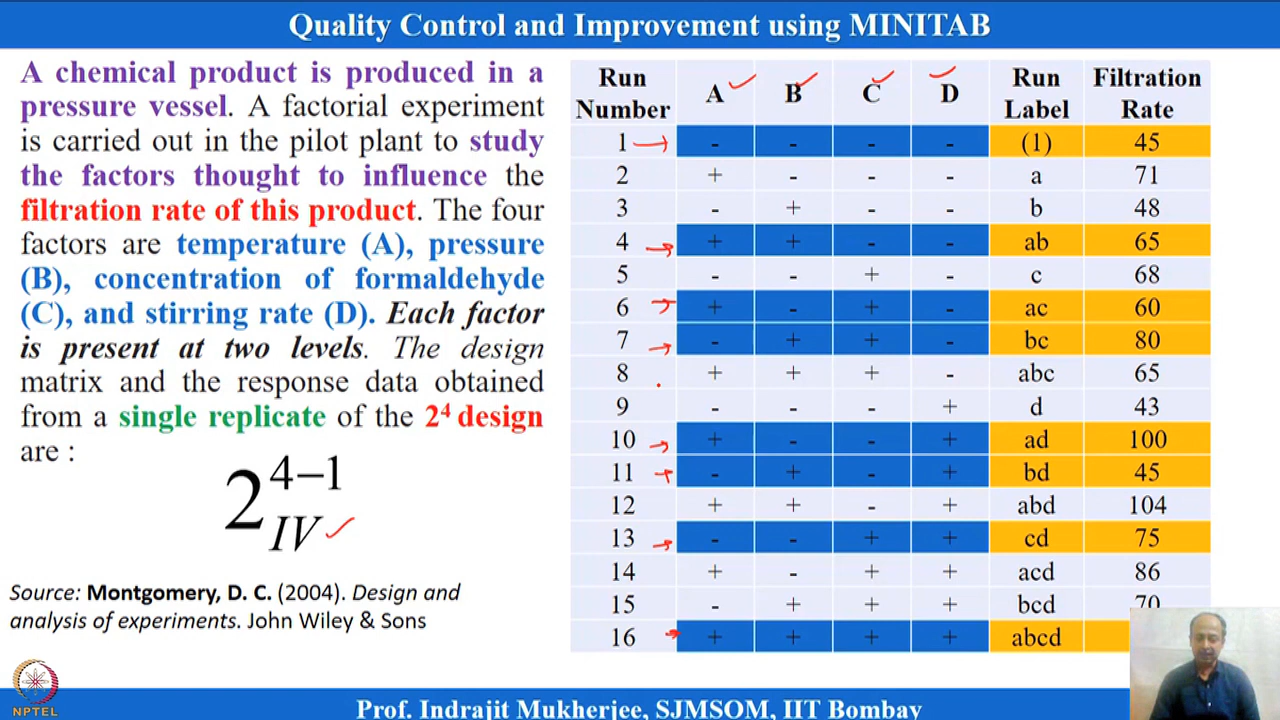 Quality Control and Improvement using MINITAB
A chemical product is produced in a
pressure vessel. A factorial experiment
is carried out in the pilot plant to study
the factors thought to influence the
filtration rate of this product. The four
factors are temperature (A), pressure
(B), concentration of formaldehyde
(C), and stirring rate (D). Each factor
is present at two levels. The design
matrix and the response data obtained
from a single replicate of the 2⁴ design
are :
2 4−1 IV
Source: Montgomery, D. C. (2004). Design and
analysis of experiments. John Wiley & Sons
Run Number A B C D Run Label Filtration Rate
1 - - - - (1) 45
2 + - - - a 71
3 - + - - b 48
4 + + - - ab 65
5 - - + - c 68
6 + - + - ac 60
7 - + + - bc 80
8 + + + - abc 65
9 - - - + d 43
10 + - - + ad 100
11 - + - + bd 45
12 + + - + abd 104
13 - - + + cd 75
14 + - + + acd 86
15 - + + + bcd 70
16 + + + + abcd
NPTEL
Prof. Indrajit Mukherjee, SJMSOM, IIT Bombay